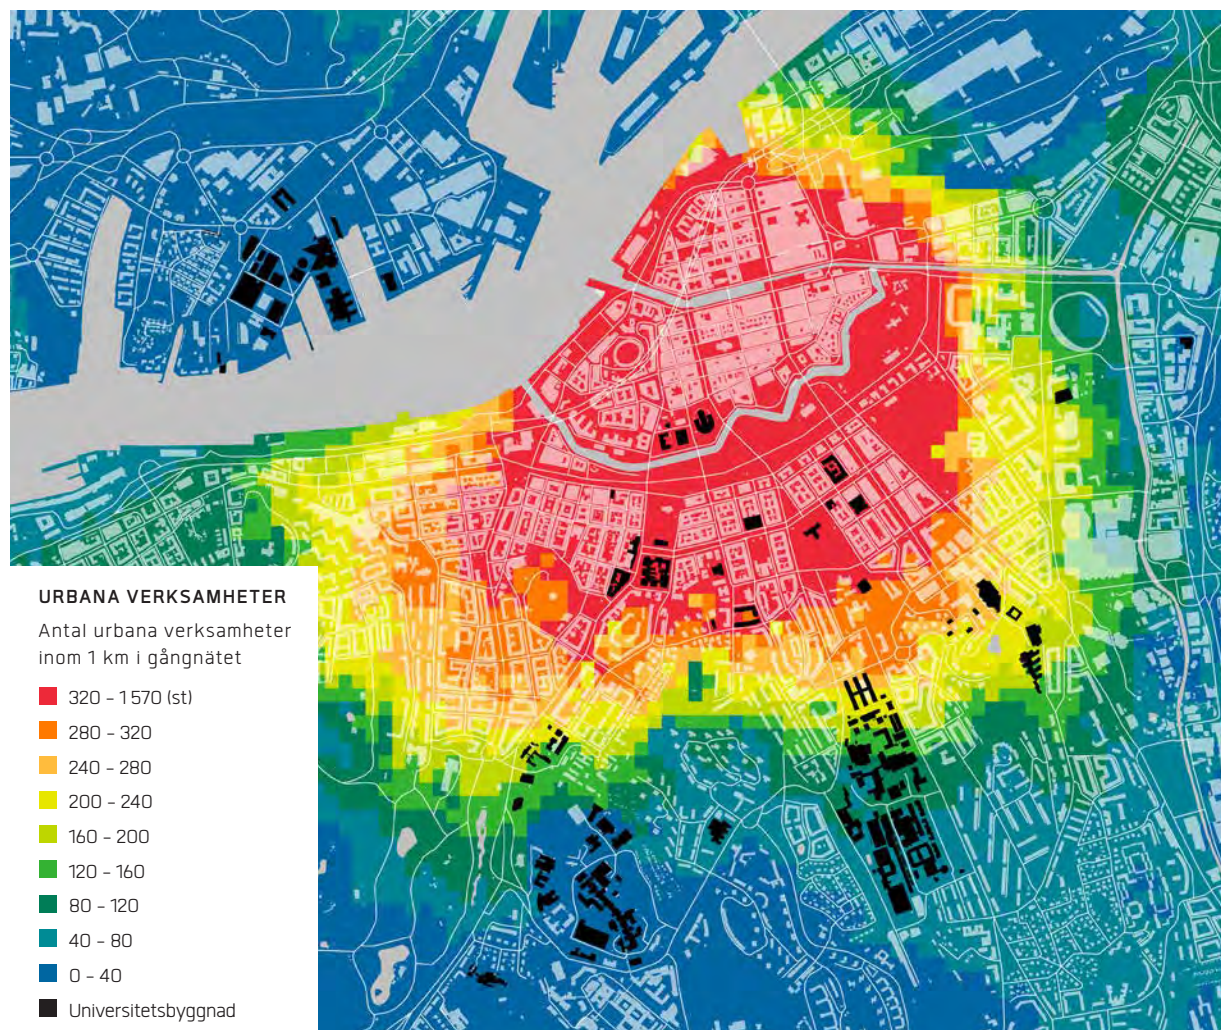 URBANA VERKSAMHETER
Antal urbana verksamheter
inom 1 km i gångnätet
320 – 1 570 (st)
280 – 320
240 – 280
200 – 240
160 – 200
120 – 160
80 – 120
40 – 80
0 – 40
Universitetsbyggnad